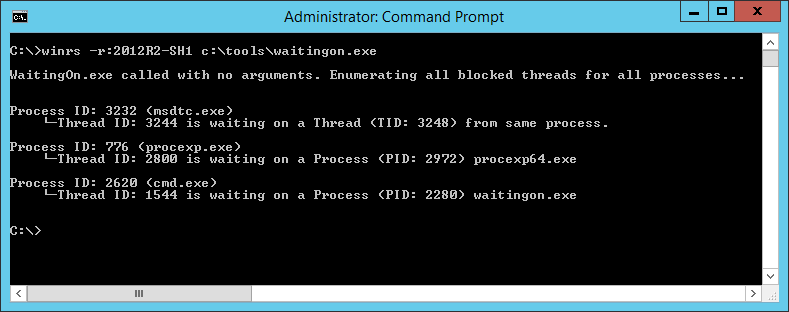 Administrator: Command Prompt
C:\>winrs -r:2012R2-SH1 c:\tools\waitingon.exe
WaitingOn.exe called with no arguments. Enumerating all blocked threads for all processes...
Process ID: 3232 (msdtc.exe)
└─Thread ID: 3244 is waiting on a Thread (TID: 3248) from same process.
Process ID: 776 (procexp.exe)
└─Thread ID: 2800 is waiting on a Process (PID: 2972) procexp64.exe
Process ID: 2620 (cmd.exe)
└─Thread ID: 1544 is waiting on a Process (PID: 2280) waitingon.exe
C:\>